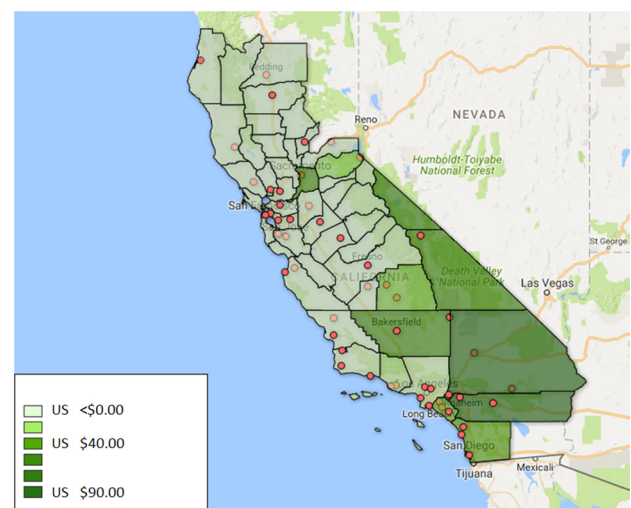 Redding
Reno
NEVADA
Sacramento
Humboldt-Toiyabe
National Forest
San Francisco
St George
Fresno
CALIFORNIA
Death Valley
National Park
Las Vegas
Bakersfield
Los Angeles
Anaheim
Long Beach
San Diego
Tijuana
Mexicali
US <$0.00
US $40.00
US $90.00